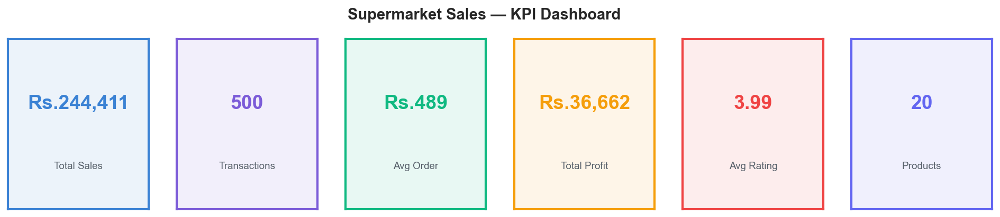 Supermarket Sales — KPI Dashboard
Rs.244,411
Total Sales
500
Transactions
Rs.489
Avg Order
Rs.36,662
Total Profit
3.99
Avg Rating
20
Products